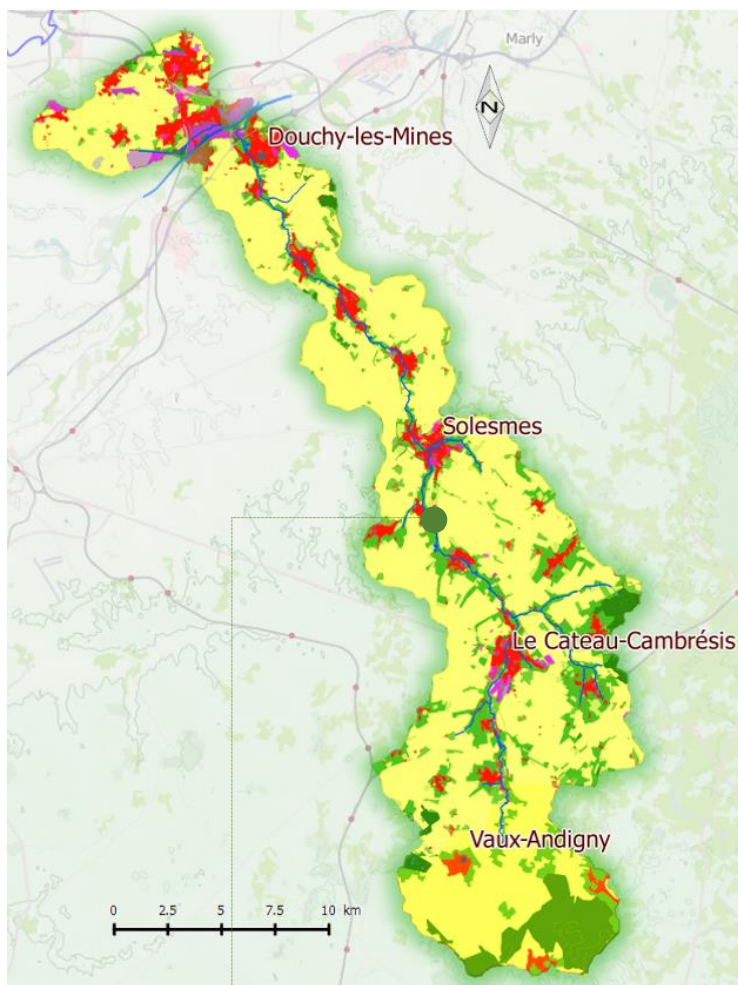 Marly
N
Douchy-les-Mines
Solesmes
Le Cateau-Cambrésis
Vaux-Andigny
0 2.5 5 7.5 10 km